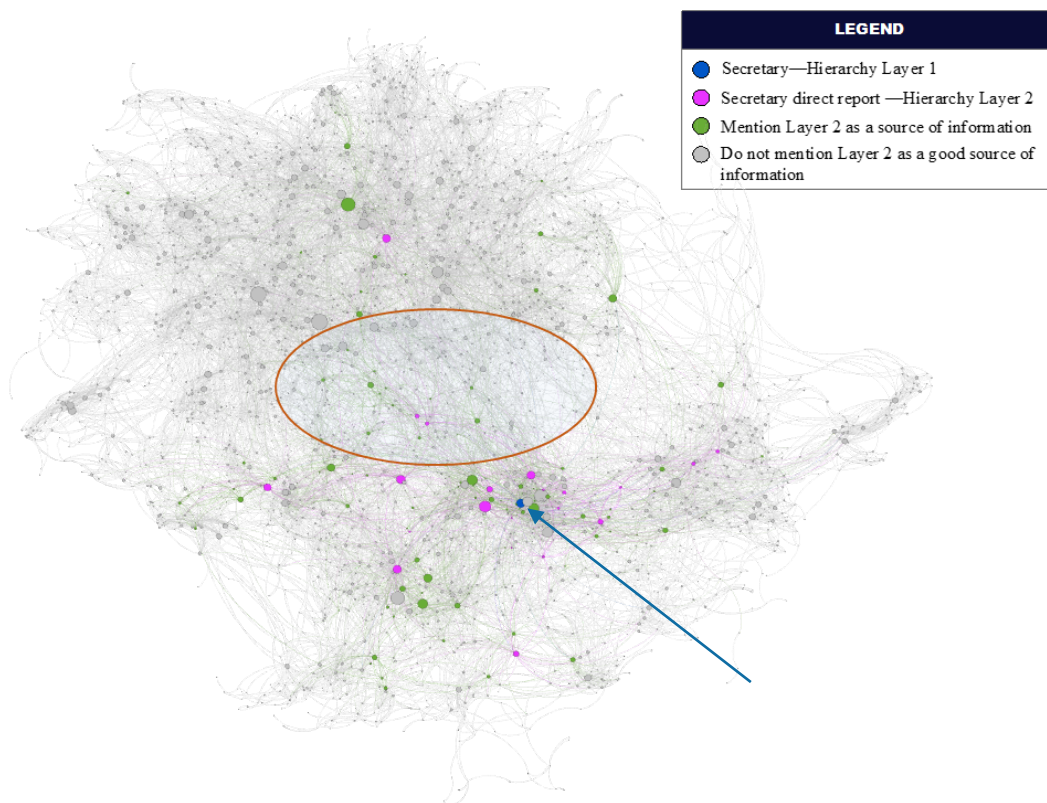 LEGEND
Secretary—Hierarchy Layer 1
Secretary direct report —Hierarchy Layer 2
Mention Layer 2 as a source of information
Do not mention Layer 2 as a good source of
information